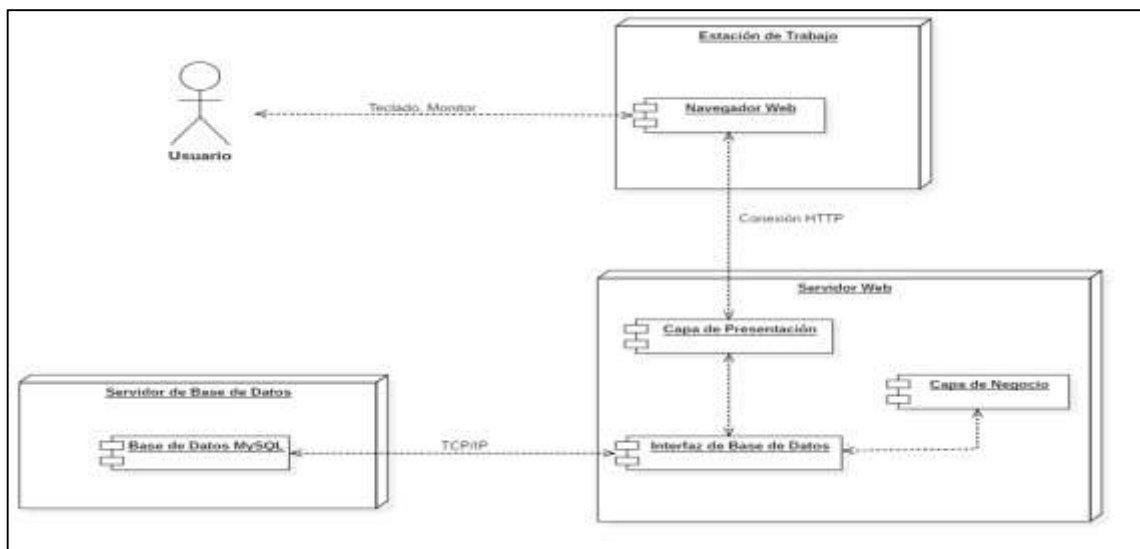 Estación de Trabajo
Navegador Web
Teclado, Monitor
Usuario
Conexión HTTP
Servidor Web
Capa de Presentación
Capa de Negocio
Servidor de Base de Datos
Base de Datos MySQL
TCP/IP
Interfaz de Base de Datos